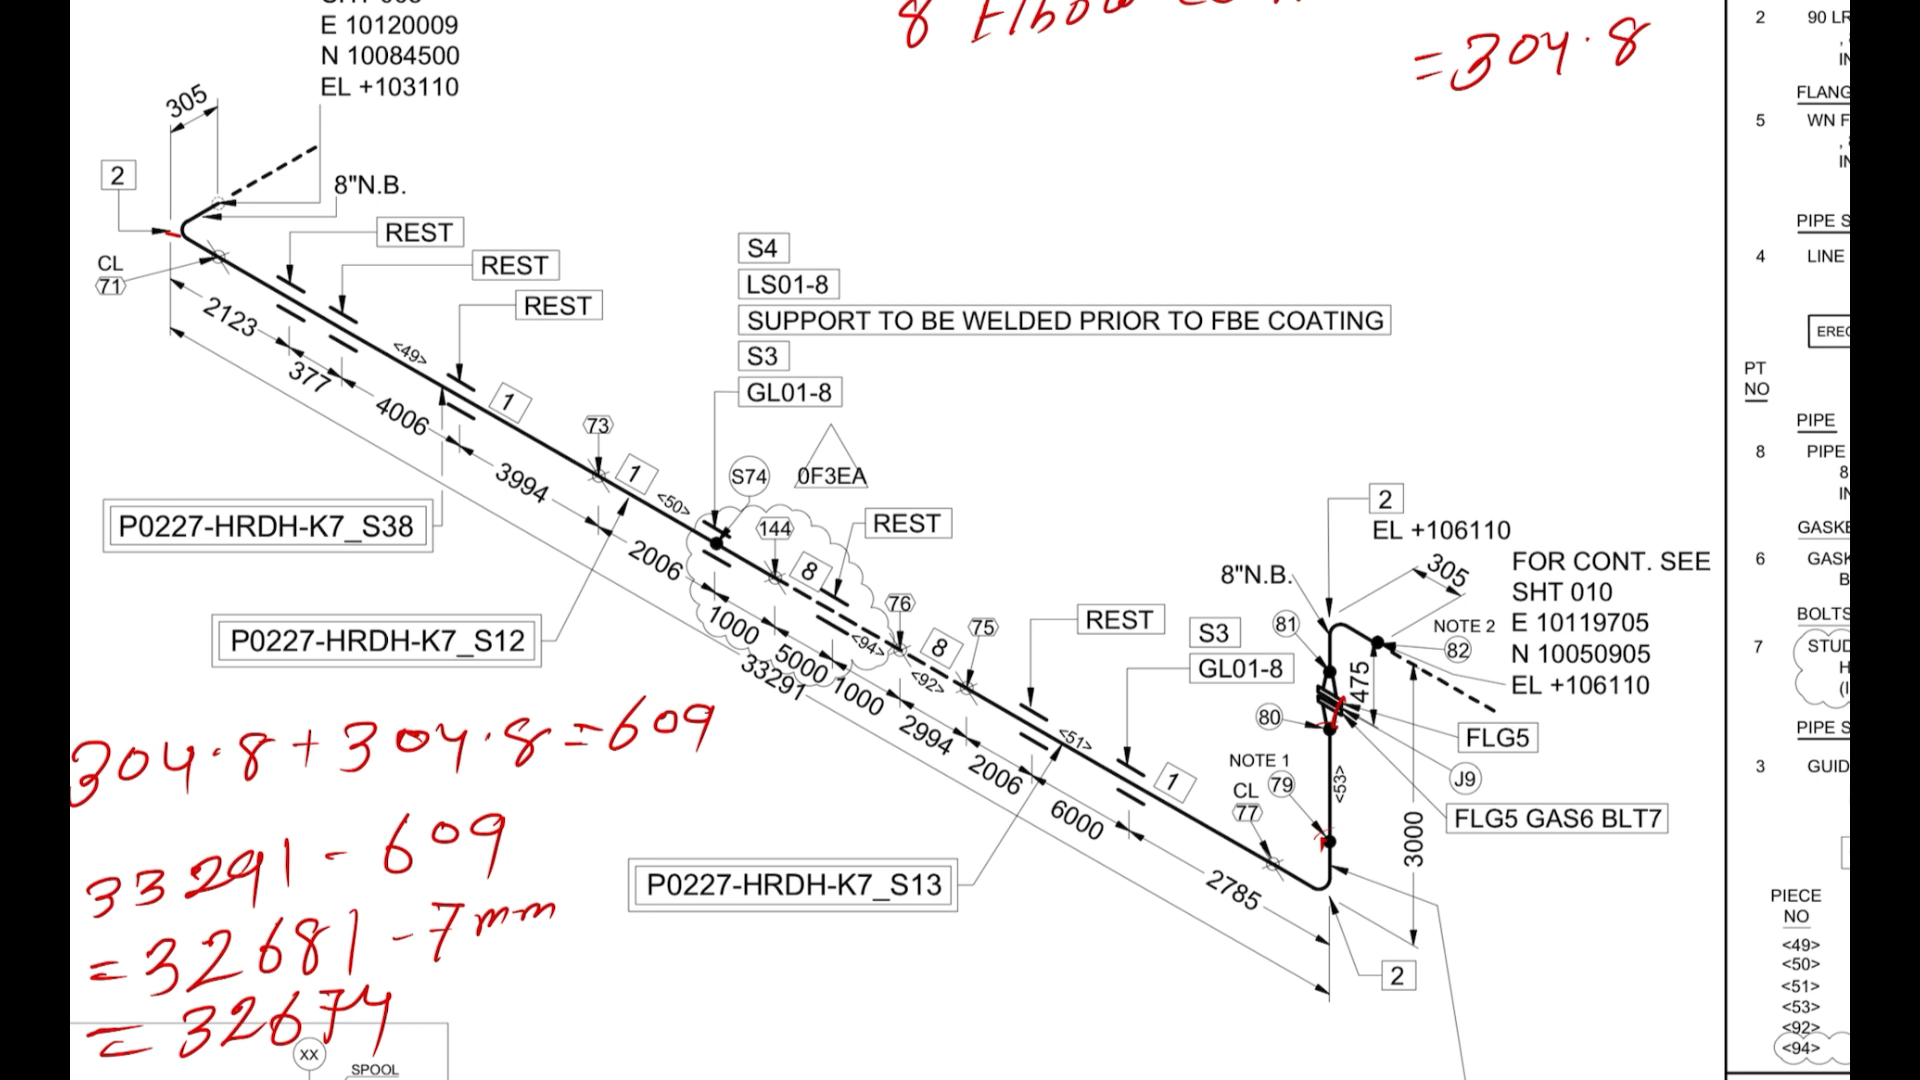 E 10120009
N 10084500
EL +103110
8 Elbow
=304.8
305
2
8"N.B.
CL
71
REST
REST
REST
2123
377
4006
3994
<49>
1
73
1
<50>
S4
LS01-8
SUPPORT TO BE WELDED PRIOR TO FBE COATING
S3
GL01-8
S74
0F3EA
144
REST
8
P0227-HRDH-K7_S38
P0227-HRDH-K7_S12
2006
1000
5000
1000
33291
<94>
76
8
<92>
75
2994
2006
6000
2785
REST
<51>
S3
GL01-8
1
P0227-HRDH-K7_S13
2
EL +106110
305
FOR CONT. SEE
SHT 010
E 10119705
N 10050905
EL +106110
8"N.B.
81
NOTE 2
82
475
80
FLG5
J9
FLG5 GAS6 BLT7
NOTE 1
CL
79
77
<53>
3000
2
304.8+304.8=609
33291-609
=32681-7mm
=32674
XX
SPOOL
2
90 LR
FLANG
5
WN F
PIPE S
4
LINE
EREC
PT
NO
PIPE
8
PIPE
8
IN
GASKE
6
GASK
B
BOLTS
7
STUD
H
(I
PIPE S
3
GUID
PIECE
NO
<49>
<50>
<51>
<53>
<92>
<94>